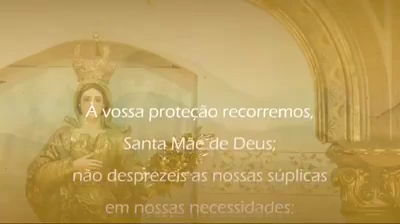 À vossa proteção recorremos,
Santa Mãe de Deus;
não desprezeis as nossas súplicas
em nossas necessidades;